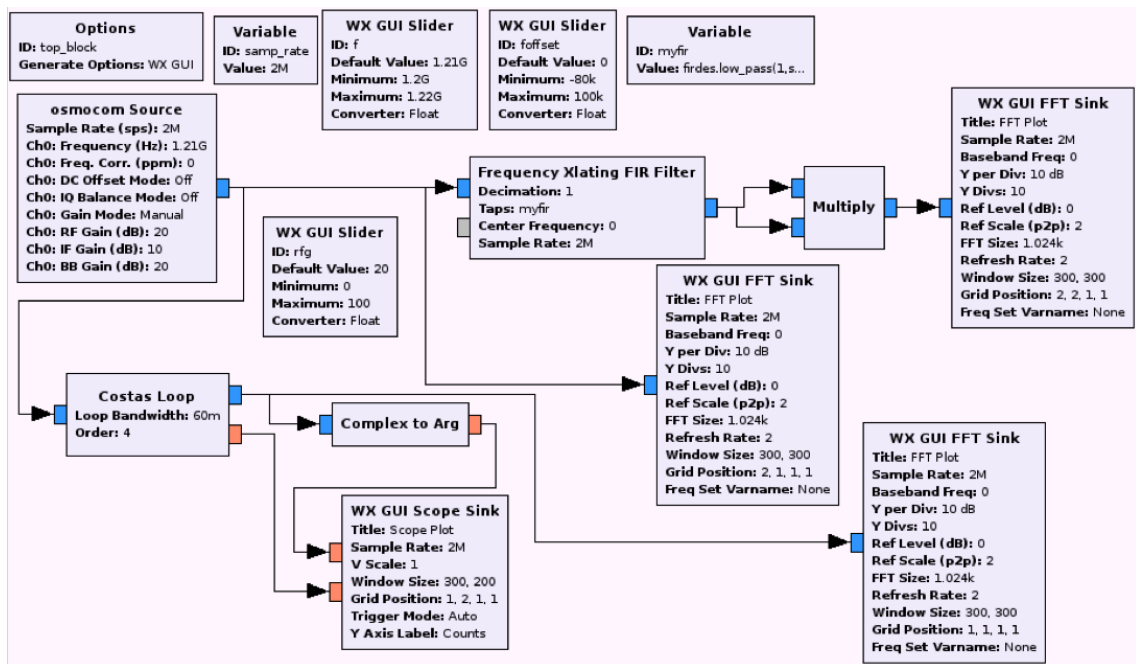 Options
ID: top_block
Generate Options: WX GUI
Variable
ID: samp_rate
Value: 2M
WX GUI Slider
ID: f
Default Value: 1.21G
Minimum: 1.2G
Maximum: 1.22G
Converter: Float
WX GUI Slider
ID: foffset
Default Value: 0
Minimum: -80k
Maximum: 100k
Converter: Float
Variable
ID: myfir
Value: firdes.low_pass(1,s...
osmocom Source
Sample Rate (sps): 2M
Ch0: Frequency (Hz): 1.21G
Ch0: Freq. Corr. (ppm): 0
Ch0: DC Offset Mode: Off
Ch0: IQ Balance Mode: Off
Ch0: Gain Mode: Manual
Ch0: RF Gain (dB): 20
Ch0: IF Gain (dB): 10
Ch0: BB Gain (dB): 20
Frequency Xlating FIR Filter
Decimation: 1
Taps: myfir
Center Frequency: 0
Sample Rate: 2M
Multiply
WX GUI FFT Sink
Title: FFT Plot
Sample Rate: 2M
Baseband Freq: 0
Y per Div: 10 dB
Y Divs: 10
Ref Level (dB): 0
Ref Scale (p2p): 2
FFT Size: 1.024k
Refresh Rate: 2
Window Size: 300, 300
Grid Position: 2, 2, 1, 1
Freq Set Varname: None
WX GUI Slider
ID: rfg
Default Value: 20
Minimum: 0
Maximum: 100
Converter: Float
WX GUI FFT Sink
Title: FFT Plot
Sample Rate: 2M
Baseband Freq: 0
Y per Div: 10 dB
Y Divs: 10
Ref Level (dB): 0
Ref Scale (p2p): 2
FFT Size: 1.024k
Refresh Rate: 2
Window Size: 300, 300
Grid Position: 2, 1, 1, 1
Freq Set Varname: None
Costas Loop
Loop Bandwidth: 60m
Order: 4
Complex to Arg
WX GUI Scope Sink
Title: Scope Plot
Sample Rate: 2M
V Scale: 1
Window Size: 300, 200
Grid Position: 1, 2, 1, 1
Trigger Mode: Auto
Y Axis Label: Counts
WX GUI FFT Sink
Title: FFT Plot
Sample Rate: 2M
Baseband Freq: 0
Y per Div: 10 dB
Y Divs: 10
Ref Level (dB): 0
Ref Scale (p2p): 2
FFT Size: 1.024k
Refresh Rate: 2
Window Size: 300, 300
Grid Position: 1, 1, 1, 1
Freq Set Varname: None